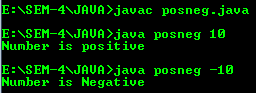 E:\SEM-4\JAVA>javac posneg.java
E:\SEM-4\JAVA>java posneg 10
Number is positive
E:\SEM-4\JAVA>java posneg -10
Number is Negative